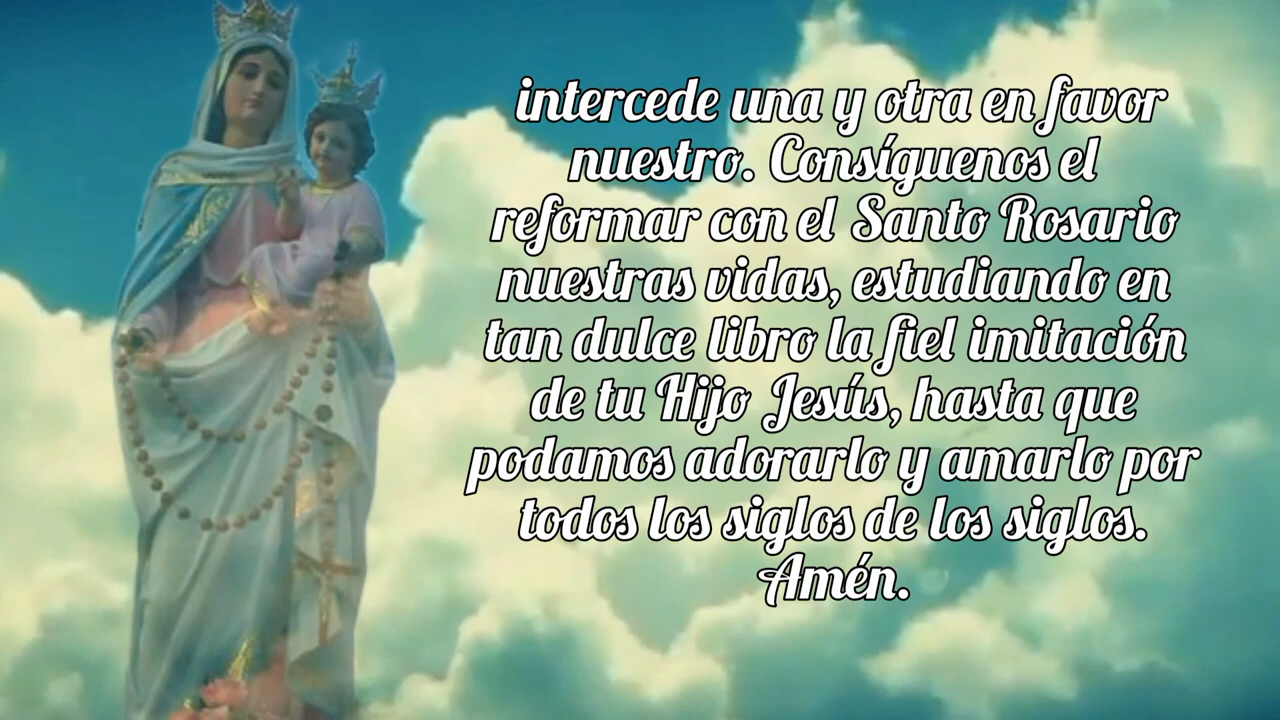 intercede una y otra en favor
nuestro. Consíguenos el
reformar con el Santo Rosario
nuestras vidas, estudiando en
tan dulce libro la fiel imitación
de tu Hijo Jesús, hasta que
podamos adorarlo y amarlo por
todos los siglos de los siglos.
Amén.